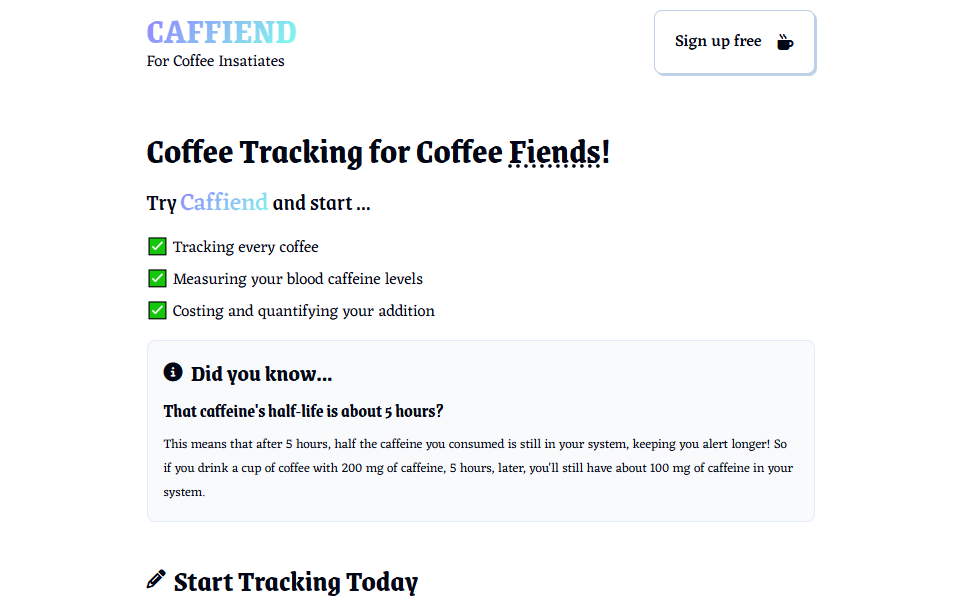 CAFFIEND
For Coffee Insatiates
Sign up free
Coffee Tracking for Coffee Fiends!
Try Caffiend and start ...
Tracking every coffee
Measuring your blood caffeine levels
Costing and quantifying your addition
Did you know...
That caffeine's half-life is about 5 hours?
This means that after 5 hours, half the caffeine you consumed is still in your system, keeping you alert longer! So
if you drink a cup of coffee with 200 mg of caffeine, 5 hours, later, you'll still have about 100 mg of caffeine in your
system.
Start Tracking Today